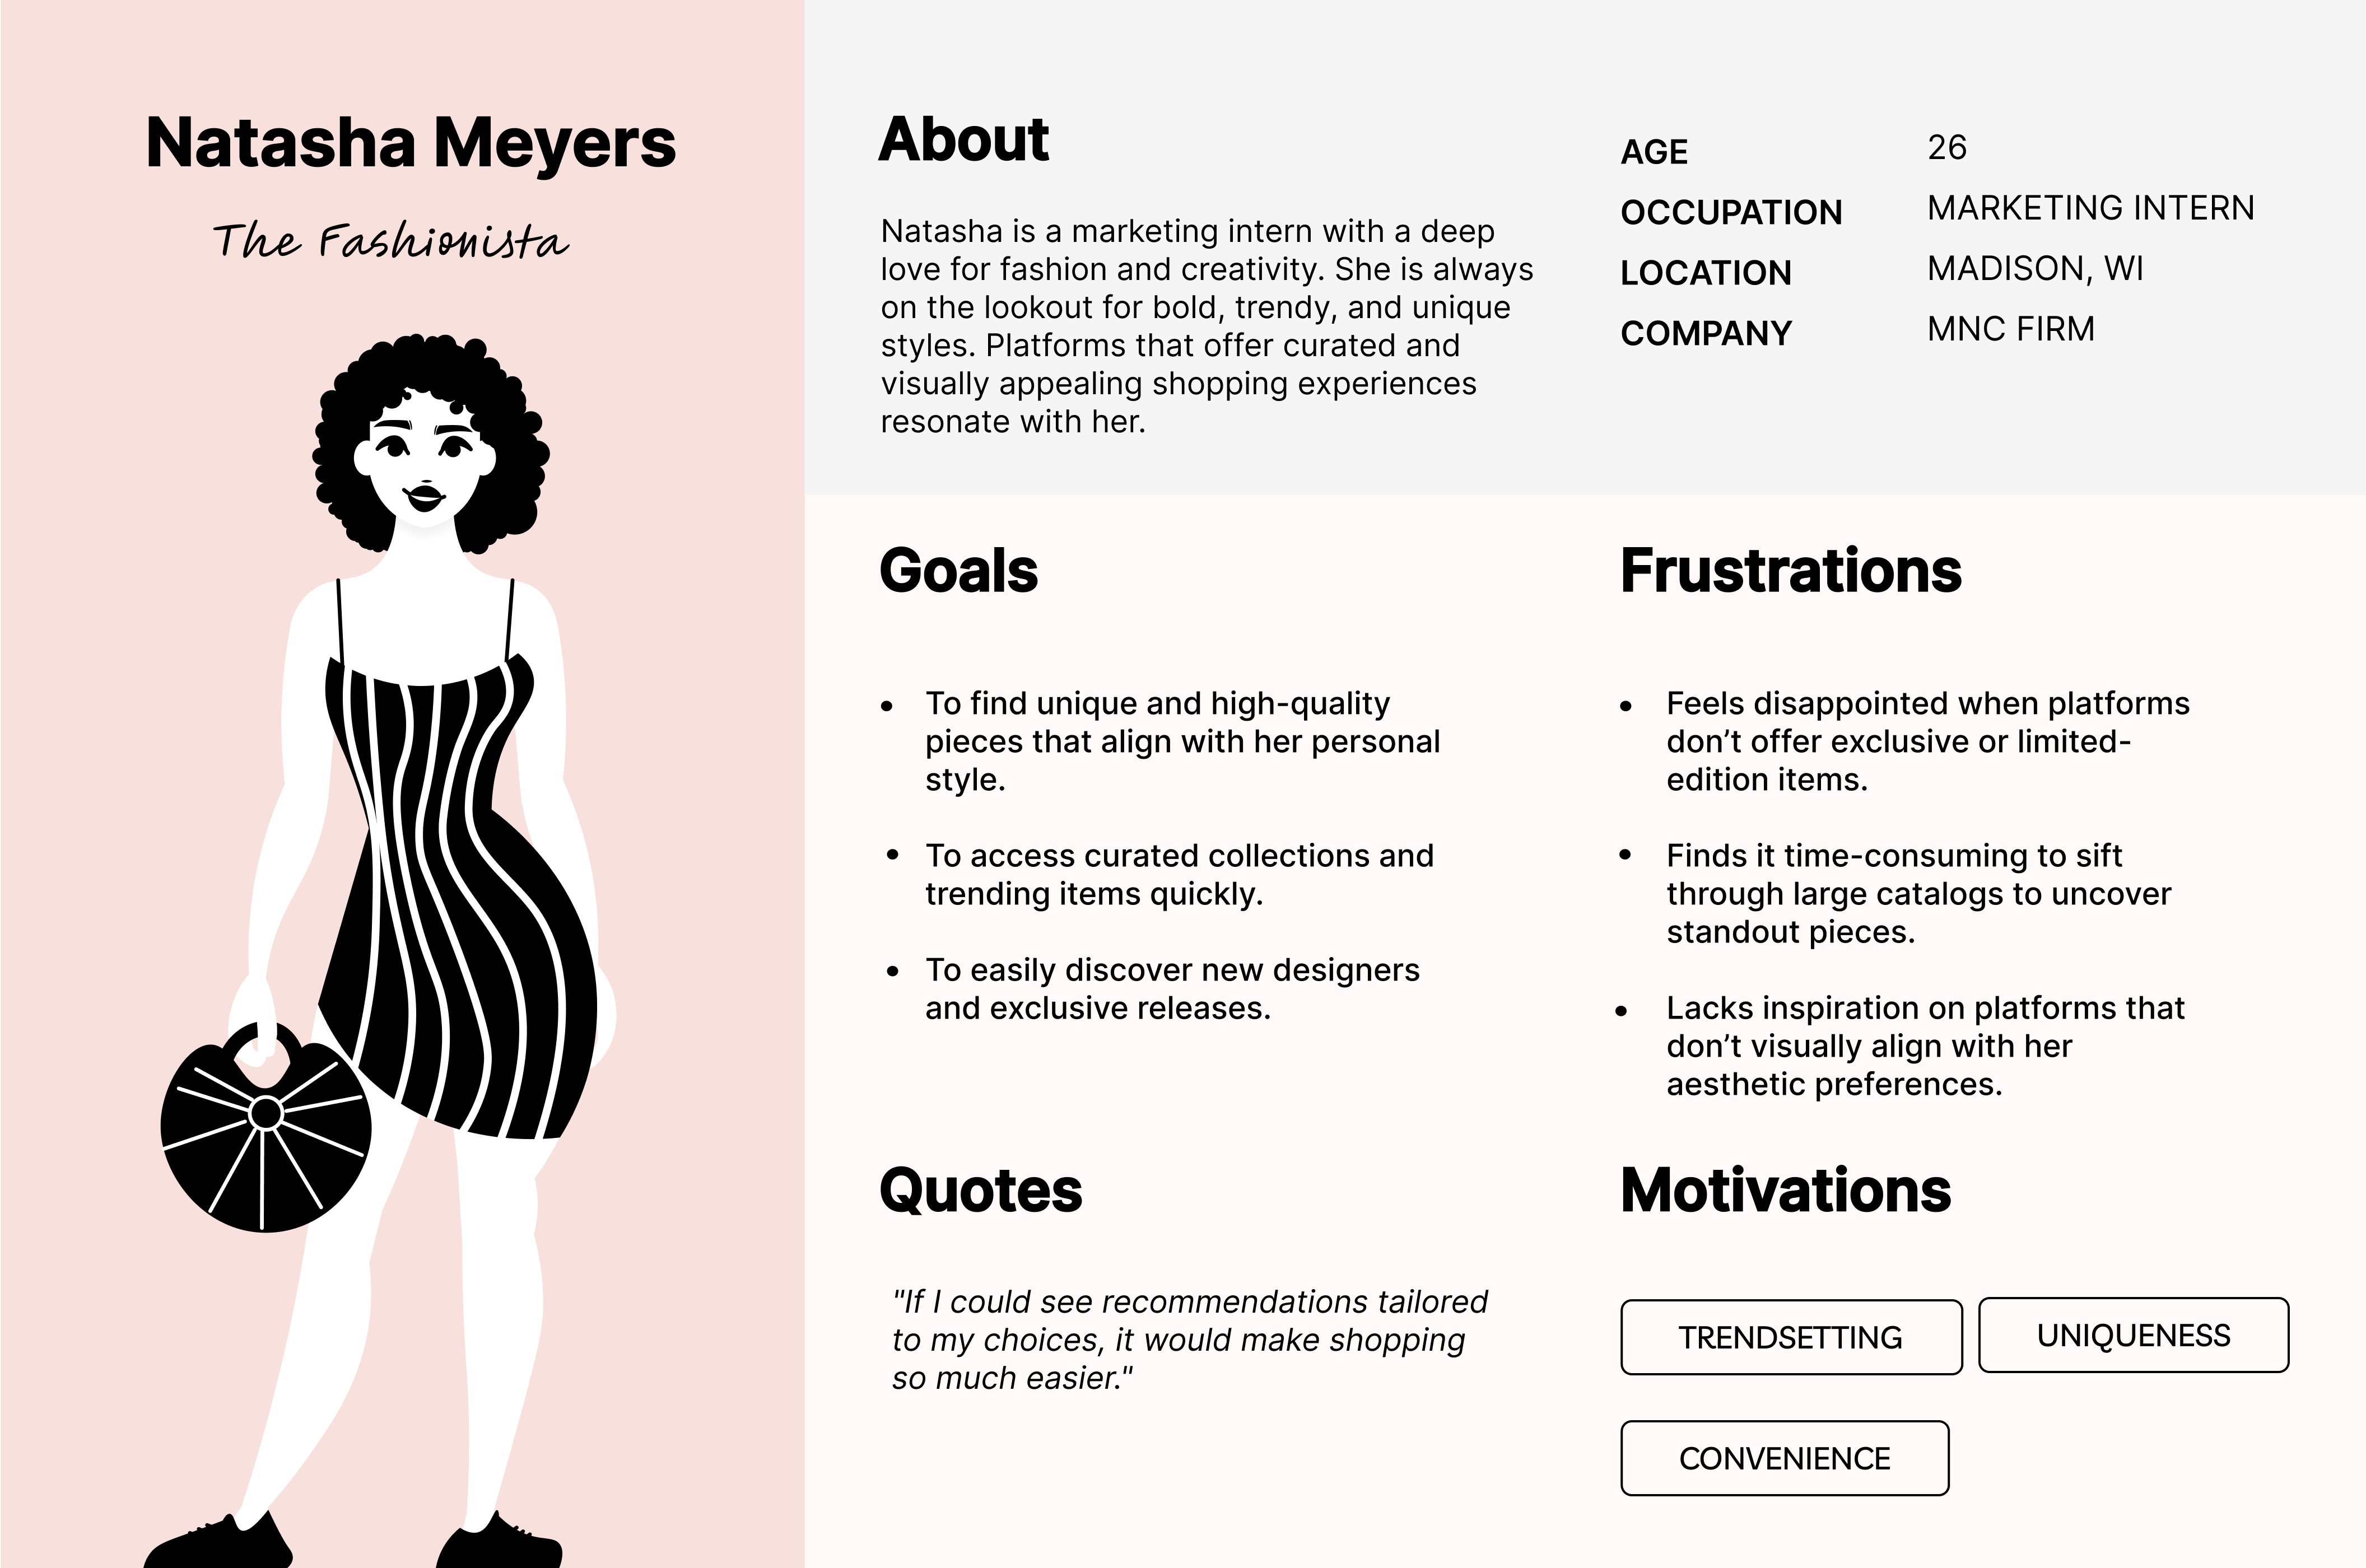 Natasha Meyers
The Fashionista
About
Natasha is a marketing intern with a deep
love for fashion and creativity. She is always
on the lookout for bold, trendy, and unique
styles. Platforms that offer curated and
visually appealing shopping experiences
resonate with her.
AGE 26
OCCUPATION MARKETING INTERN
LOCATION MADISON, WI
COMPANY MNC FIRM
Goals
• To find unique and high-quality
pieces that align with her personal
style.
• To access curated collections and
trending items quickly.
• To easily discover new designers
and exclusive releases.
Frustrations
• Feels disappointed when platforms
don’t offer exclusive or limited-
edition items.
• Finds it time-consuming to sift
through large catalogs to uncover
standout pieces.
• Lacks inspiration on platforms that
don’t visually align with her
aesthetic preferences.
Quotes
"If I could see recommendations tailored
to my choices, it would make shopping
so much easier."
Motivations
TRENDSETTING
UNIQUENESS
CONVENIENCE